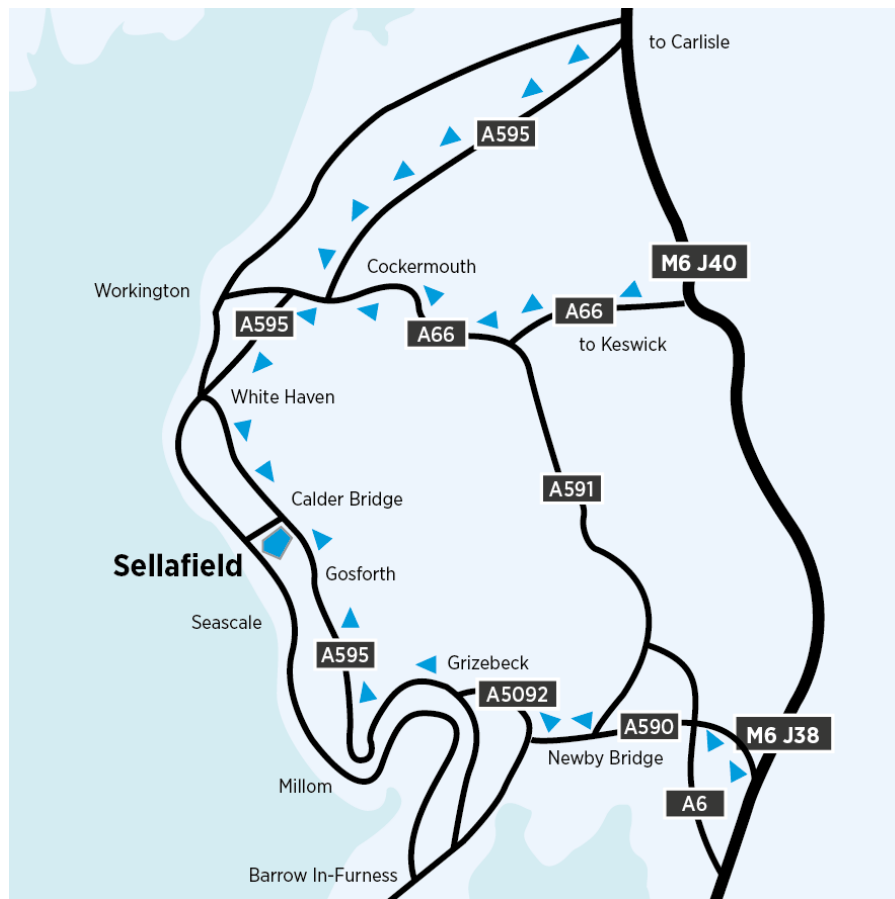 to Carlisle
A595
M6 J40
Cockermouth
Workington
A66
A595
A66
to Keswick
White Haven
A591
Calder Bridge
Sellafield
Gosforth
Seascale
A595
Grizebeck
A5092
A590
M6 J38
Newby Bridge
Millom
A6
Barrow In-Furness